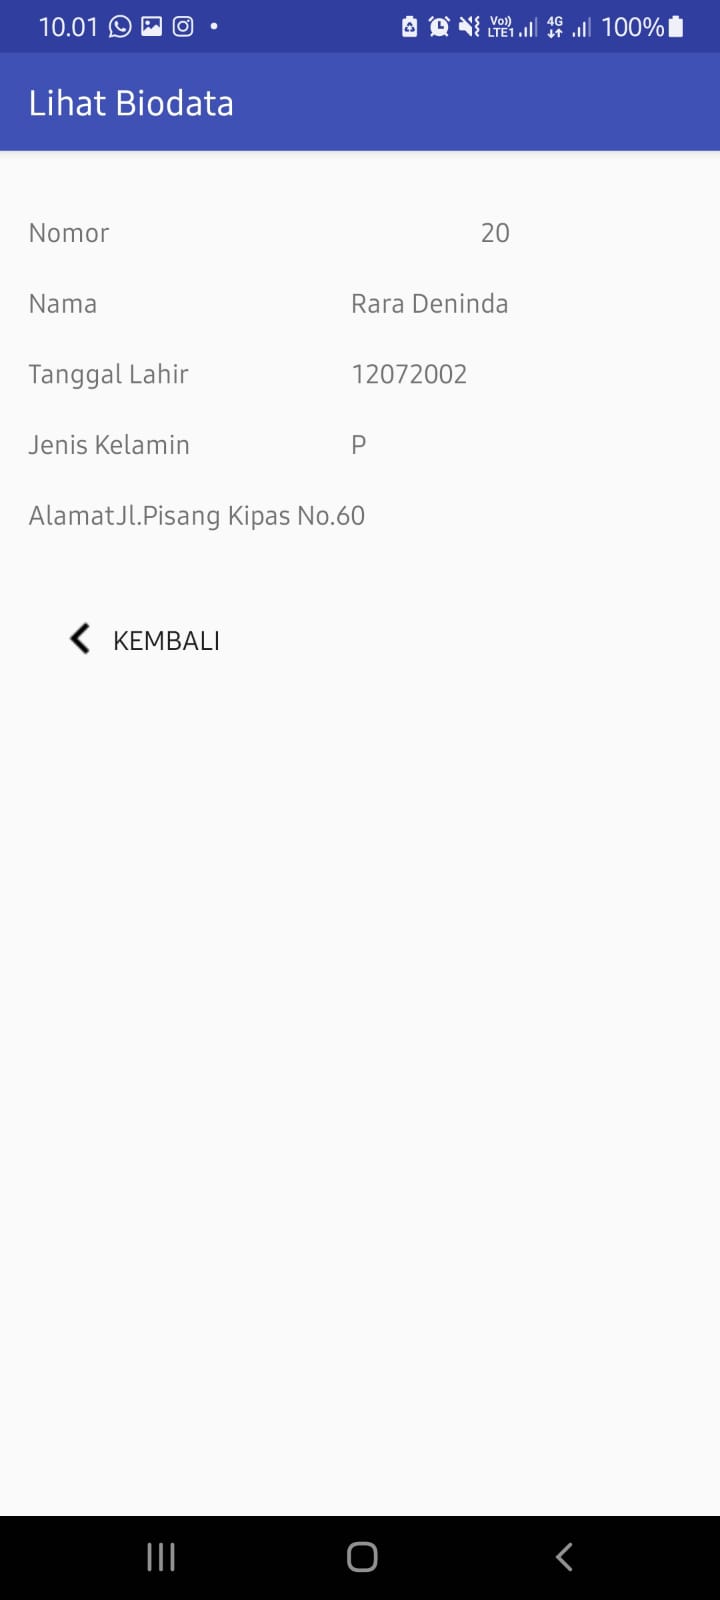 10.01 Vo)) LTE1 4G 100%
Lihat Biodata
Nomor 20
Nama Rara Deninda
Tanggal Lahir 12072002
Jenis Kelamin P
AlamatJl.Pisang Kipas No.60
KEMBALI